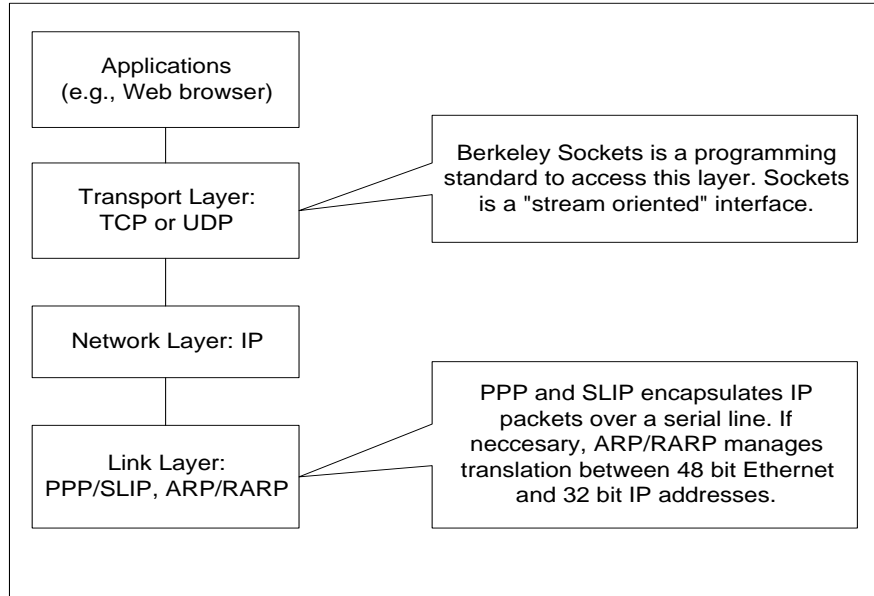 Applications
(e.g., Web browser)
Transport Layer:
TCP or UDP
Berkeley Sockets is a programming
standard to access this layer. Sockets
is a "stream oriented" interface.
Network Layer: IP
Link Layer:
PPP/SLIP, ARP/RARP
PPP and SLIP encapsulates IP
packets over a serial line. If
neccesary, ARP/RARP manages
translation between 48 bit Ethernet
and 32 bit IP addresses.